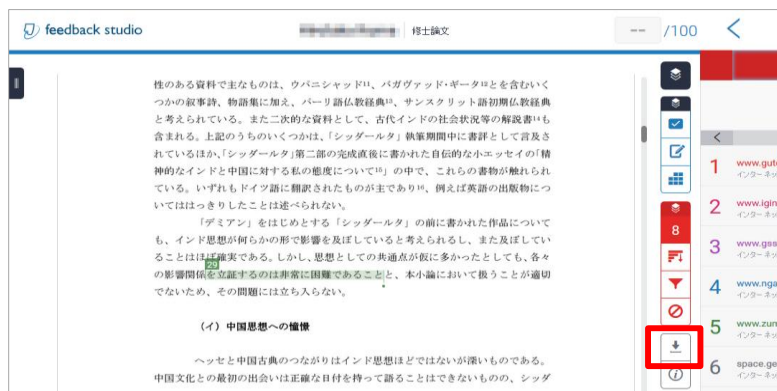 feedback studio
修士論文
-- /100
性のある資料で主なものは、ウパニシャッド11、バガヴァッド・ギータ12とを含むいく
つかの叙事詩、物語集に加え、パーリ語仏教経典13、サンスクリット語初期仏教経典
と考えられている。また二次的な資料として、古代インドの社会状況等の解説書14も
含まれる。上記のうちのいくつかは、「シッダールタ」執筆期間中に書評として言及さ
れているほか、「シッダールタ」第二部の完成直後に書かれた自伝的な小エッセイの「精
神的なインドと中国に対する私の態度について15」の中で、これらの書物が触れられ
ている。いずれもドイツ語に翻訳されたものが主であり16、例えば英語の出版物につ
いてははっきりしたことは述べられない。
「デミアン」をはじめとする「シッダールタ」の前に書かれた作品について
も、インド思想が何らかの形で影響を及ぼしていると考えられるし、また及ぼしてい
ることはほぼ確実である。しかし、思想としての共通点が仮に多かったとしても、各々
29
の影響関係を立証するのは非常に困難であることと、本小論において扱うことが適切
でないため、その問題には立ち入らない。
（イ）中国思想への憧憬
ヘッセと中国古典のつながりはインド思想ほどではないが深いものである。
中国文化との最初の出会いは正確な日付を持って語ることはできないものの、シッダ
8
1 www.gut
インターネッ
2 www.igin
インターネッ
3 www.gss
インターネッ
4 www.nga
インターネッ
5 www.zun
インターネッ
6 space.ge
インターネッ